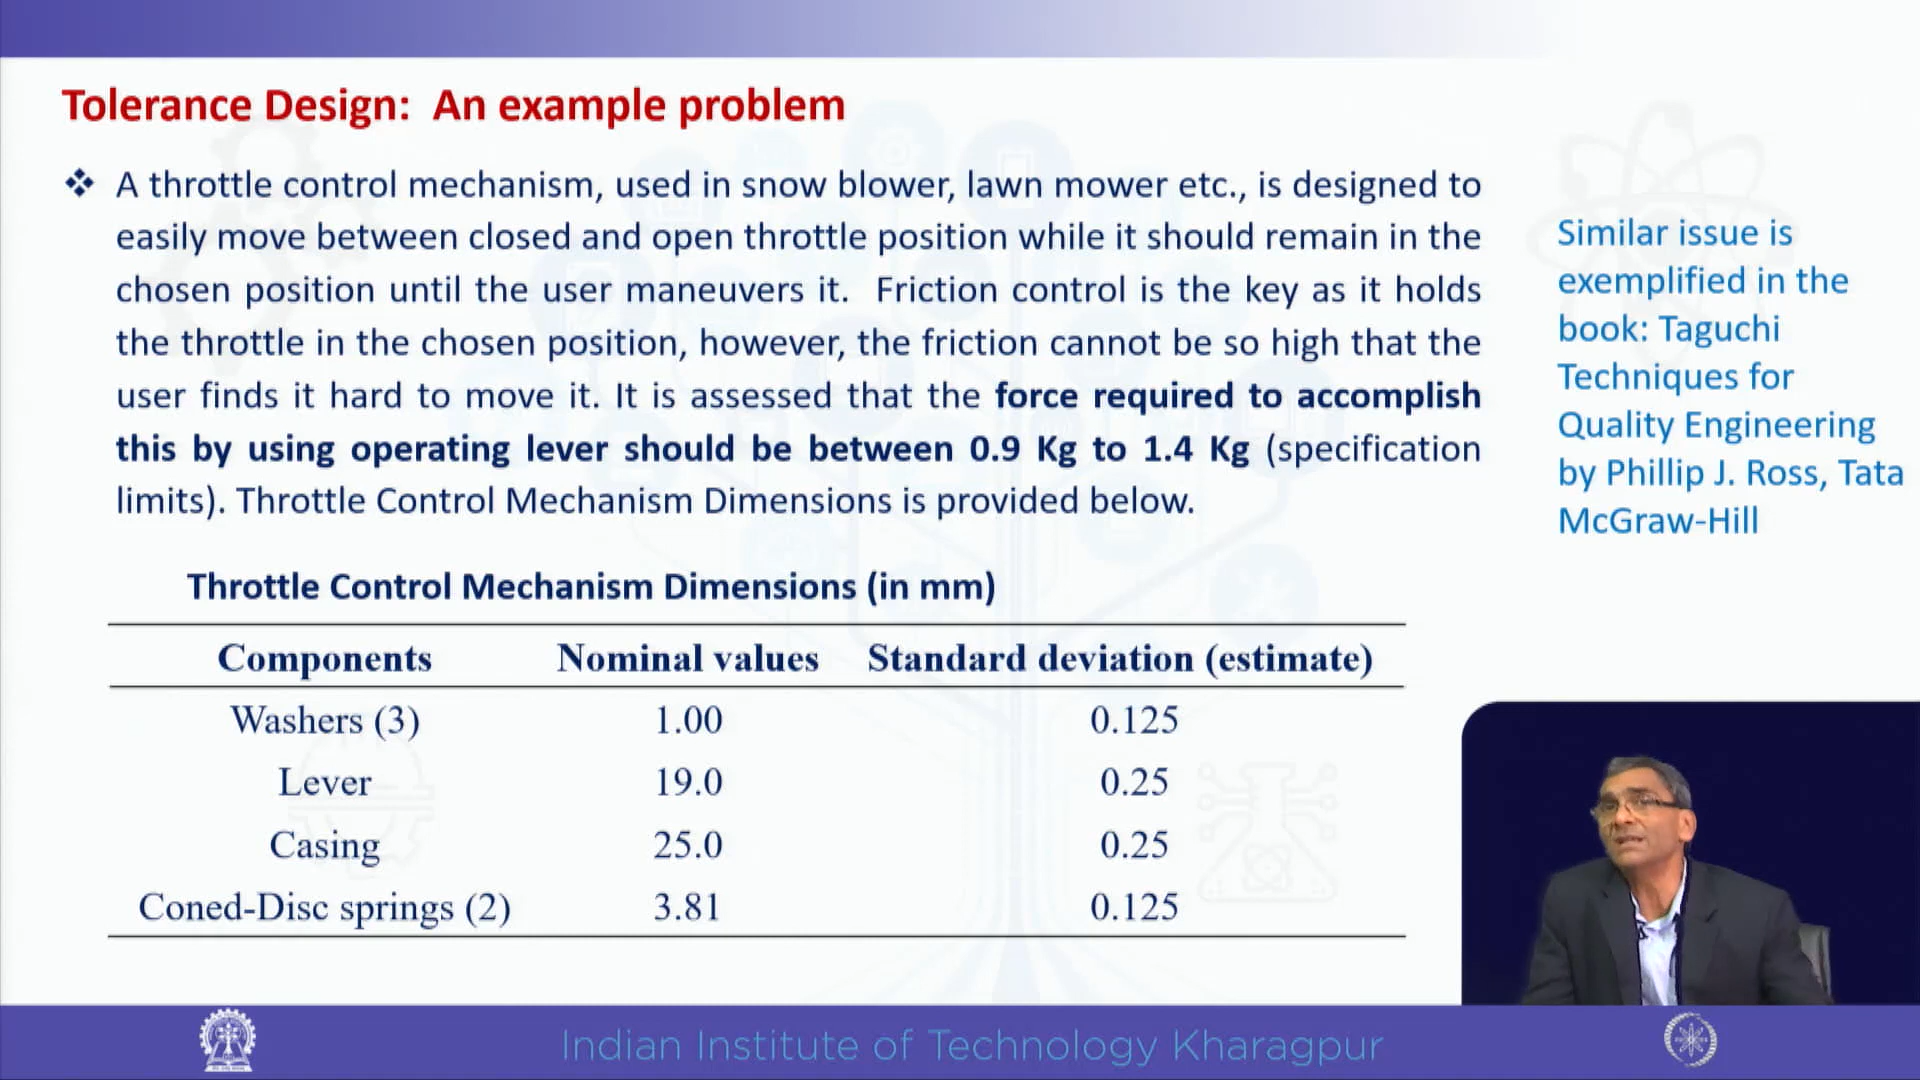 Tolerance Design: An example problem
❖ A throttle control mechanism, used in snow blower, lawn mower etc., is designed to
easily move between closed and open throttle position while it should remain in the
chosen position until the user maneuvers it. Friction control is the key as it holds
the throttle in the chosen position, however, the friction cannot be so high that the
user finds it hard to move it. It is assessed that the force required to accomplish
this by using operating lever should be between 0.9 Kg to 1.4 Kg (specification
limits). Throttle Control Mechanism Dimensions is provided below.
Similar issue is
exemplified in the
book: Taguchi
Techniques for
Quality Engineering
by Phillip J. Ross, Tata
McGraw-Hill
Throttle Control Mechanism Dimensions (in mm)
Components Nominal values Standard deviation (estimate)
Washers (3) 1.00 0.125
Lever 19.0 0.25
Casing 25.0 0.25
Coned-Disc springs (2) 3.81 0.125
Indian Institute of Technology Kharagpur